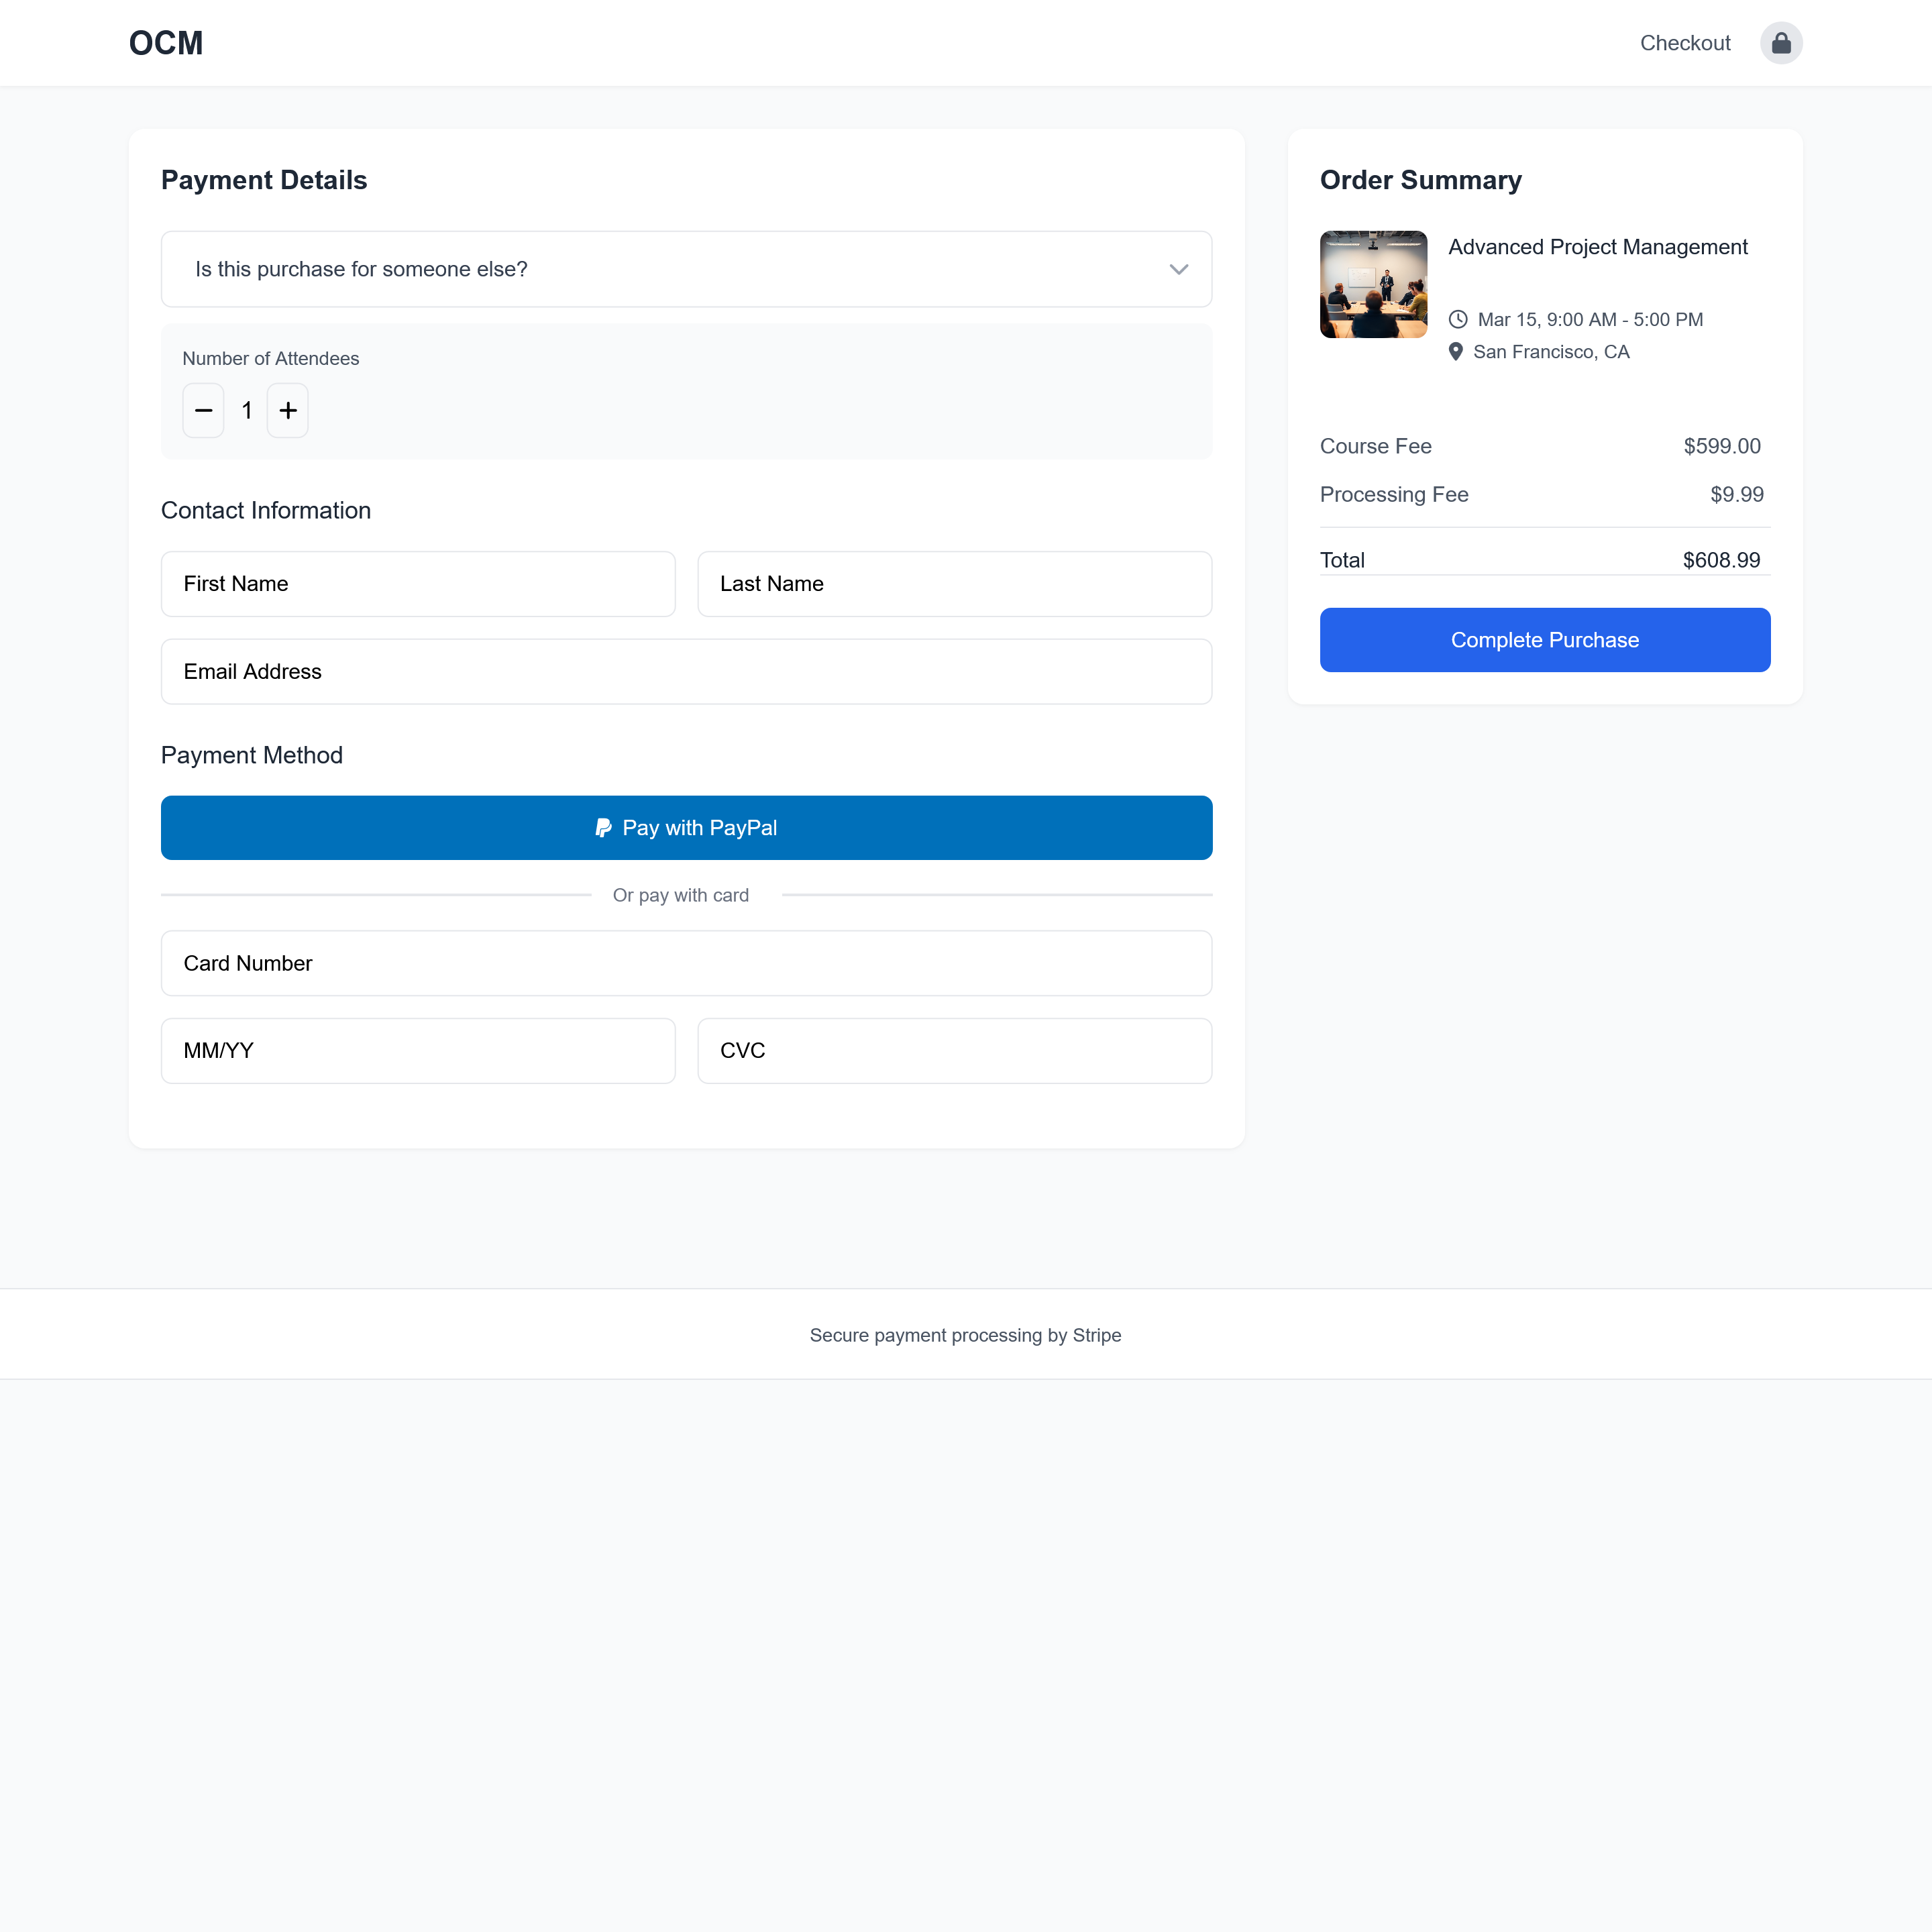 OCM
Checkout
Payment Details
Is this purchase for someone else?
Number of Attendees
1
Contact Information
First Name
Last Name
Email Address
Payment Method
Pay with PayPal
Or pay with card
Card Number
MM/YY
CVC
Order Summary
Advanced Project Management
Mar 15, 9:00 AM - 5:00 PM
San Francisco, CA
Course Fee $599.00
Processing Fee $9.99
Total $608.99
Complete Purchase
Secure payment processing by Stripe